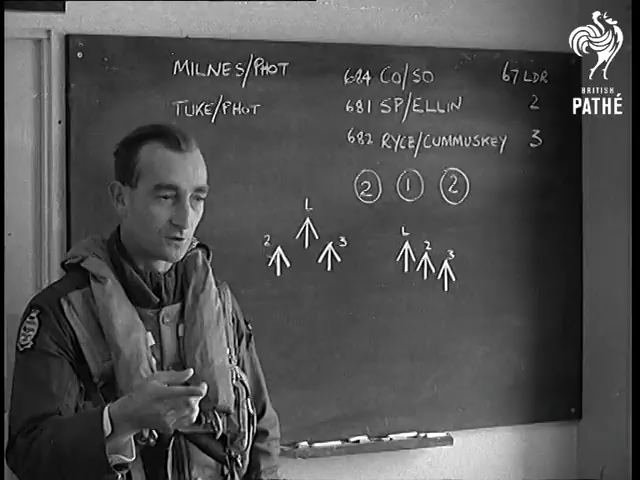 MILNES/PHOT
TUKE/PHOT
684 CO/SO 67 LDR
681 SP/ELLIN 2
682 RYCE/CUMMUSKEY 3
2 1 2
L
2 3
L
2
3
BRITISH
PATHÉ